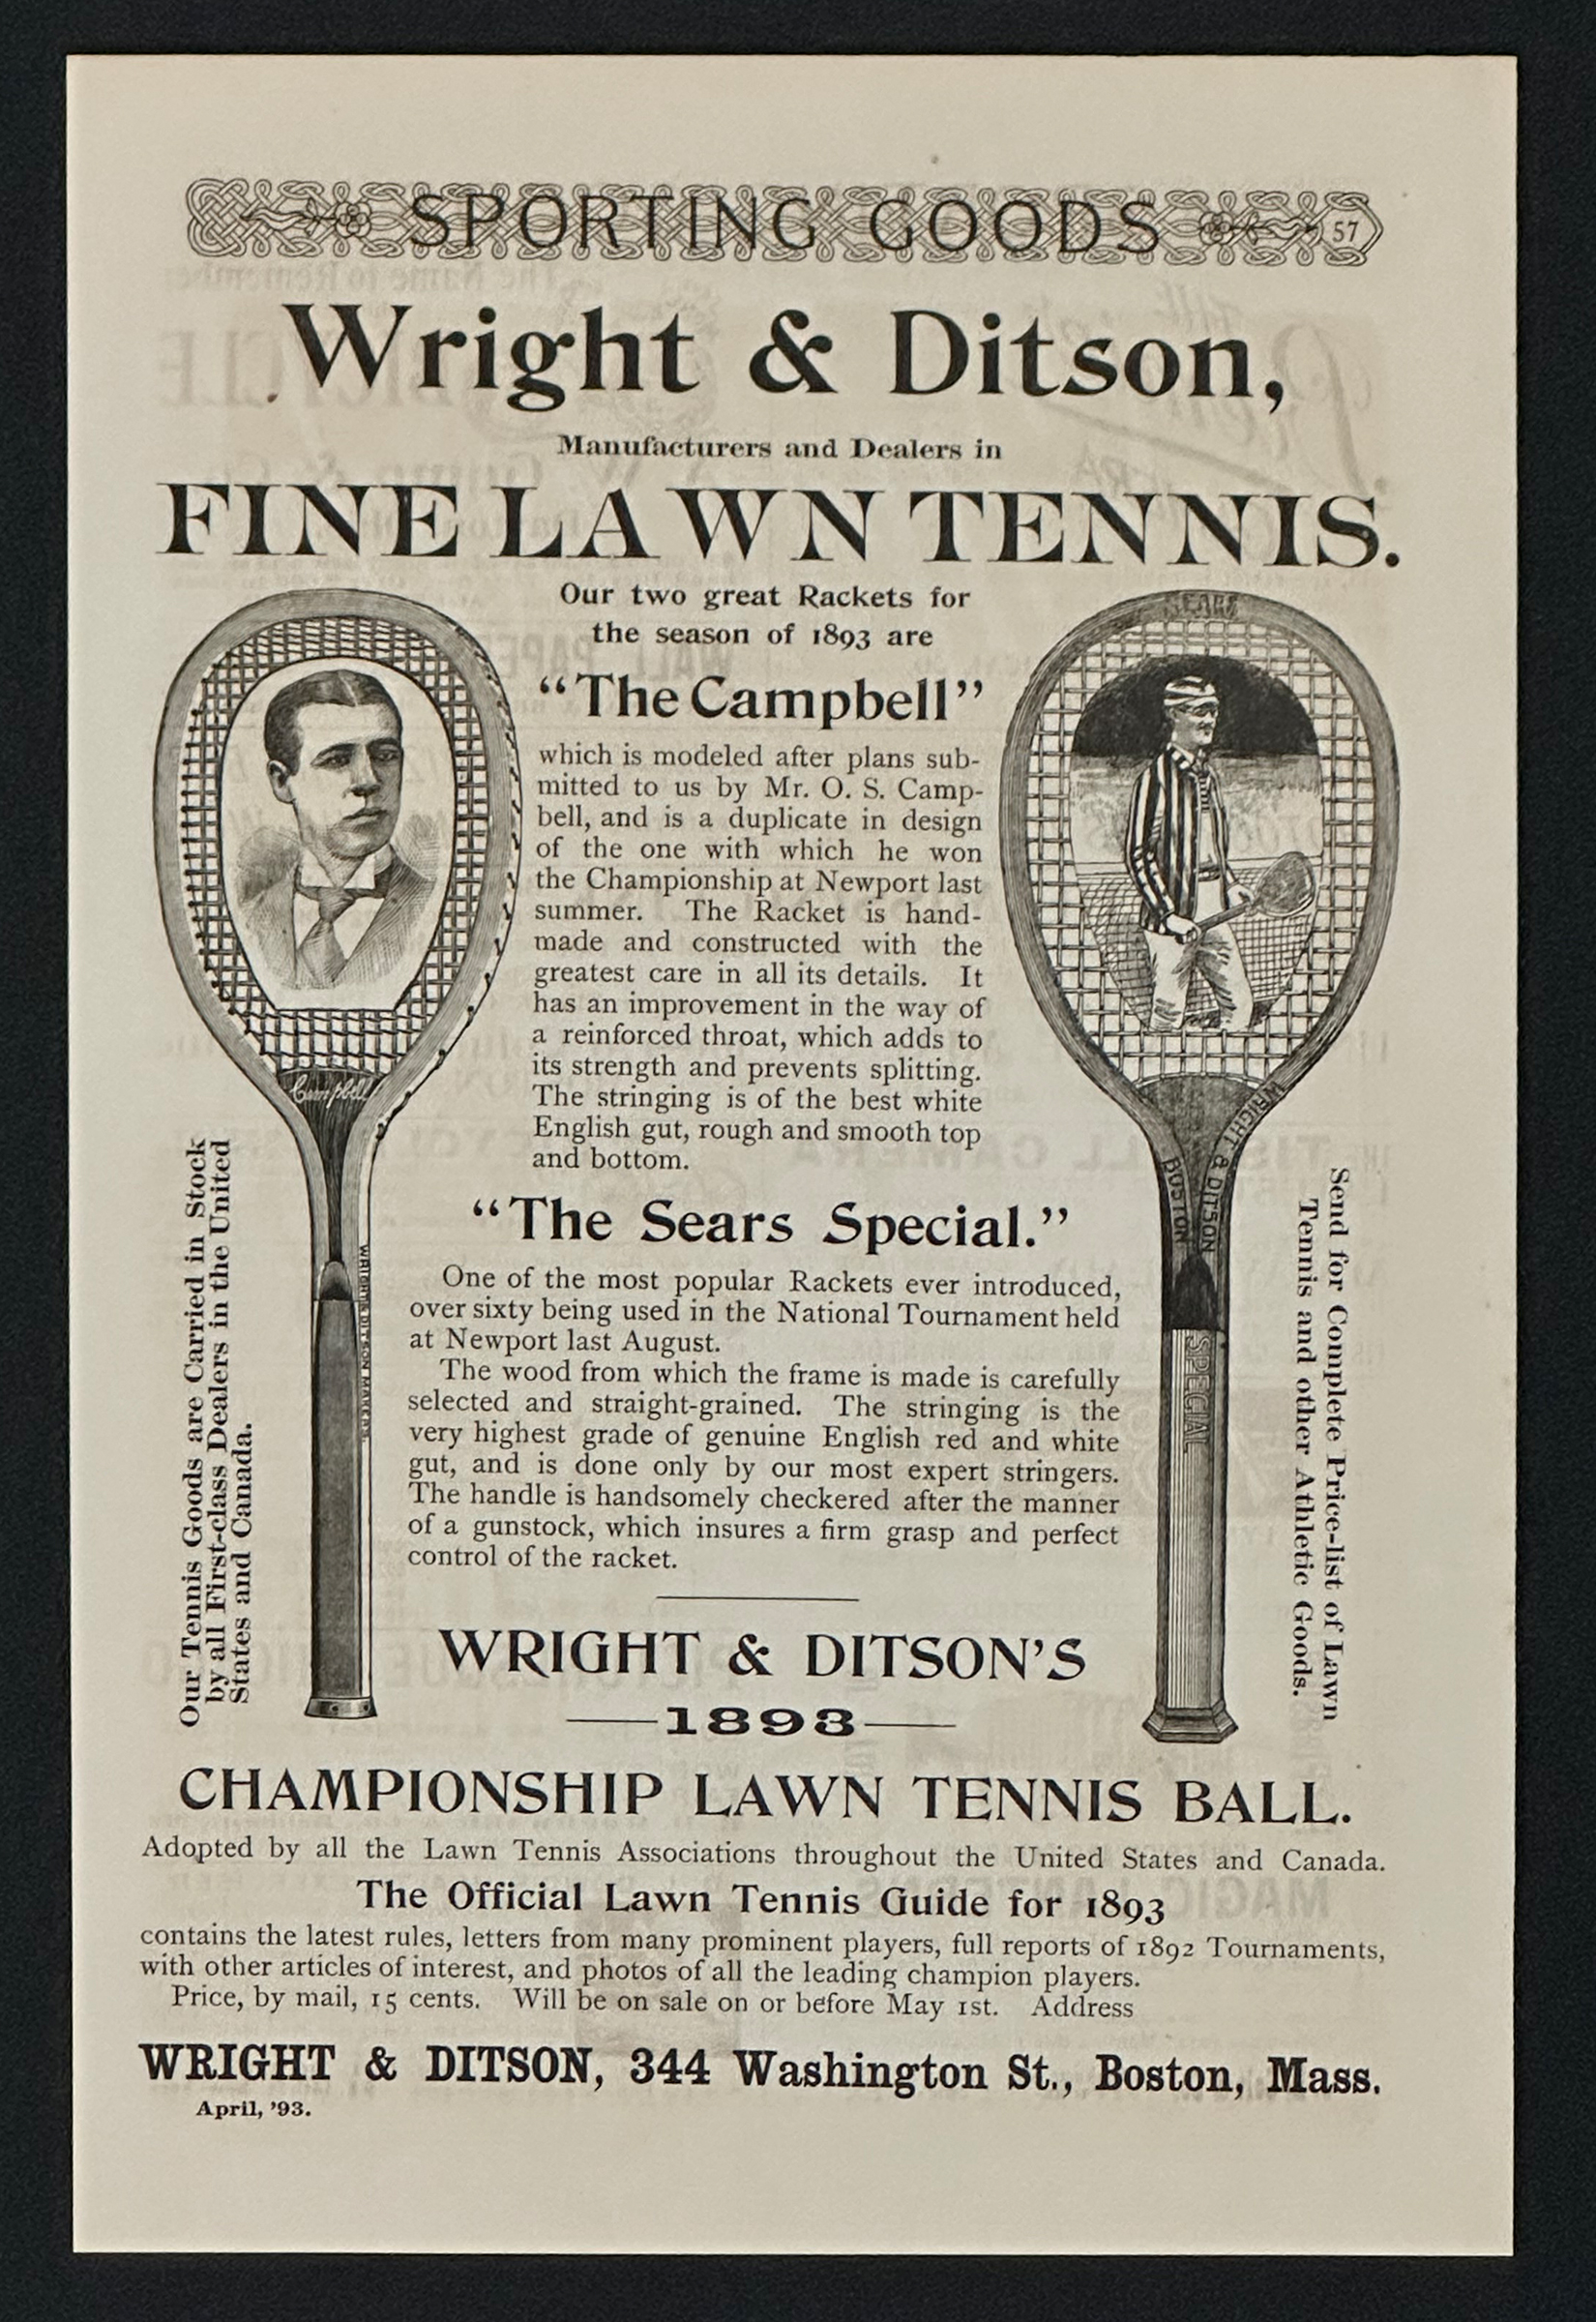 SPORTING GOODS 57
Wright & Ditson,
Manufacturers and Dealers in
FINE LAWN TENNIS.
Our two great Rackets for
the season of 1893 are
“The Campbell”
which is modeled after plans sub-
mitted to us by Mr. O. S. Camp-
bell, and is a duplicate in design
of the one with which he won
the Championship at Newport last
summer. The Racket is hand-
made and constructed with the
greatest care in all its details. It
has an improvement in the way of
a reinforced throat, which adds to
its strength and prevents splitting.
The stringing is of the best white
English gut, rough and smooth top
and bottom.
“The Sears Special.”
One of the most popular Rackets ever introduced,
over sixty being used in the National Tournament held
at Newport last August.
The wood from which the frame is made is carefully
selected and straight-grained. The stringing is the
very highest grade of genuine English red and white
gut, and is done only by our most expert stringers.
The handle is handsomely checkered after the manner
of a gunstock, which insures a firm grasp and perfect
control of the racket.
Campbell
WRIGHT & DITSON MAKERS.
SEARS
WRIGHT & DITSON
BOSTON
SPECIAL
Our Tennis Goods are Carried in Stock
by all First-class Dealers in the United
States and Canada.
Send for Complete Price-list of Lawn
Tennis and other Athletic Goods.
WRIGHT & DITSON’S
1893
CHAMPIONSHIP LAWN TENNIS BALL.
Adopted by all the Lawn Tennis Associations throughout the United States and Canada.
The Official Lawn Tennis Guide for 1893
contains the latest rules, letters from many prominent players, full reports of 1892 Tournaments,
with other articles of interest, and photos of all the leading champion players.
Price, by mail, 15 cents. Will be on sale on or before May 1st. Address
WRIGHT & DITSON, 344 Washington St., Boston, Mass.
April, ’93.